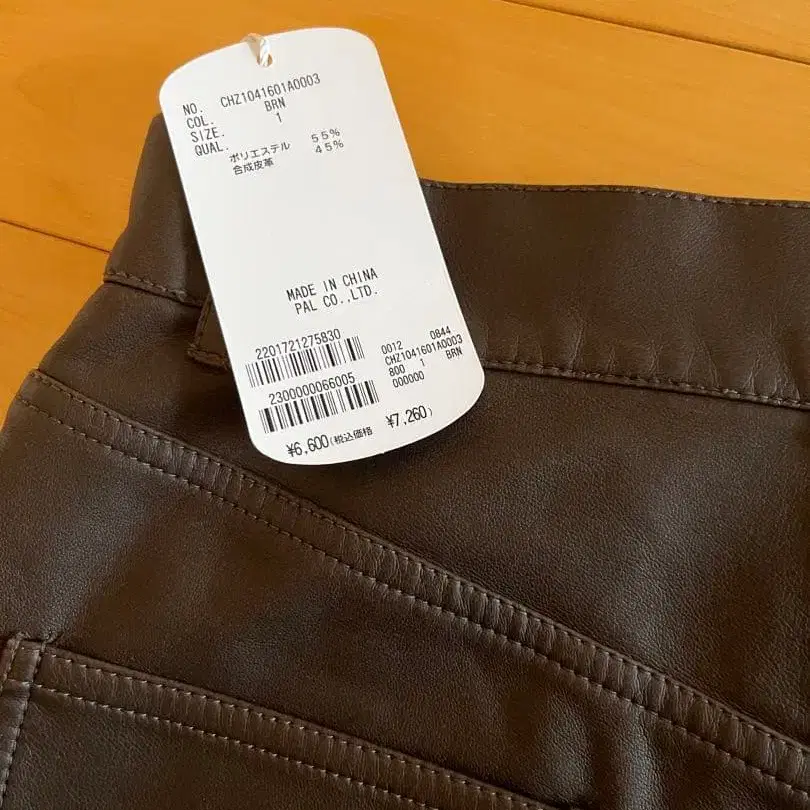 NO. CHZ1041601A0003
COL. BRN
SIZE. 1
QUAL.
ポリエステル 55%
合成皮革 45%
MADE IN CHINA
PAL CO.,LTD.
2201721275830
2300000066005
0012 0844
CHZ1041601A0003
800 1 BRN
000000
¥6,600(税込価格 ¥7,260)